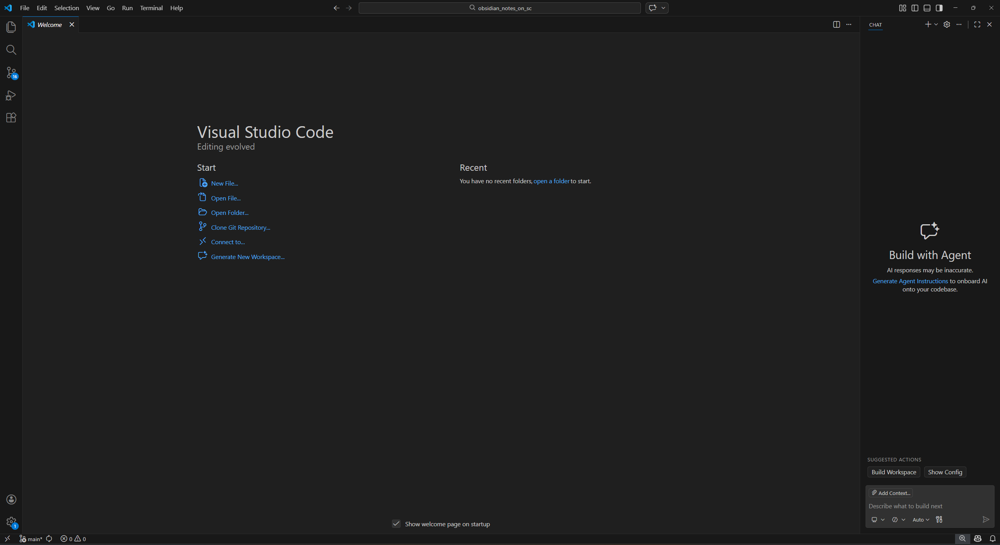 File Edit Selection View Go Run Terminal Help
obsidian_notes_on_sc
Welcome
CHAT
16
Visual Studio Code
Editing evolved
Start
New File...
Open File...
Open Folder...
Clone Git Repository...
Connect to...
Generate New Workspace...
Recent
You have no recent folders, open a folder to start.
Show welcome page on startup
Build with Agent
AI responses may be inaccurate.
Generate Agent Instructions to onboard AI
onto your codebase.
SUGGESTED ACTIONS
Build Workspace Show Config
Add Context...
Describe what to build next
Auto
1
main* 0 0